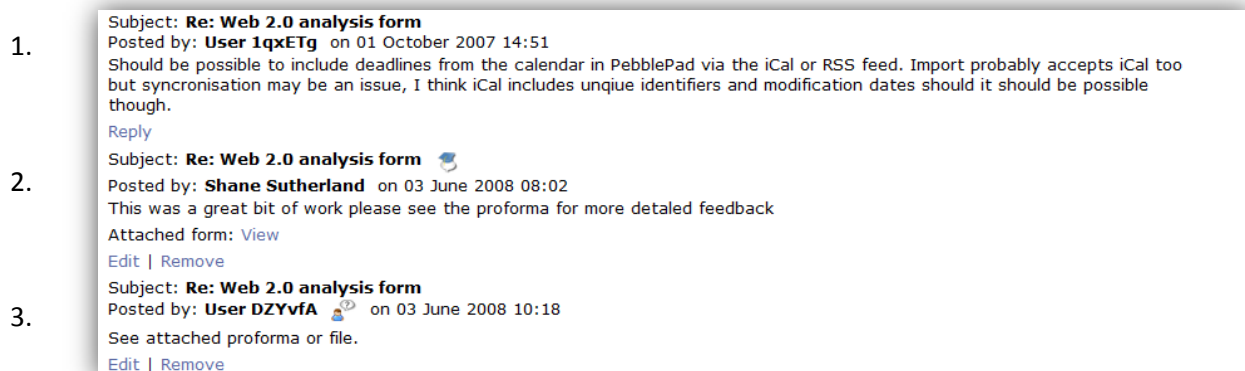 1.
Subject: Re: Web 2.0 analysis form
Posted by: User 1qxETg on 01 October 2007 14:51
Should be possible to include deadlines from the calendar in PebblePad via the iCal or RSS feed. Import probably accepts iCal too
but syncronisation may be an issue, I think iCal includes unqiue identifiers and modification dates should it should be possible
though.
Reply
2.
Subject: Re: Web 2.0 analysis form
Posted by: Shane Sutherland on 03 June 2008 08:02
This was a great bit of work please see the proforma for more detaled feedback
Attached form: View
Edit | Remove
3.
Subject: Re: Web 2.0 analysis form
Posted by: User DZYvfA on 03 June 2008 10:18
See attached proforma or file.
Edit | Remove